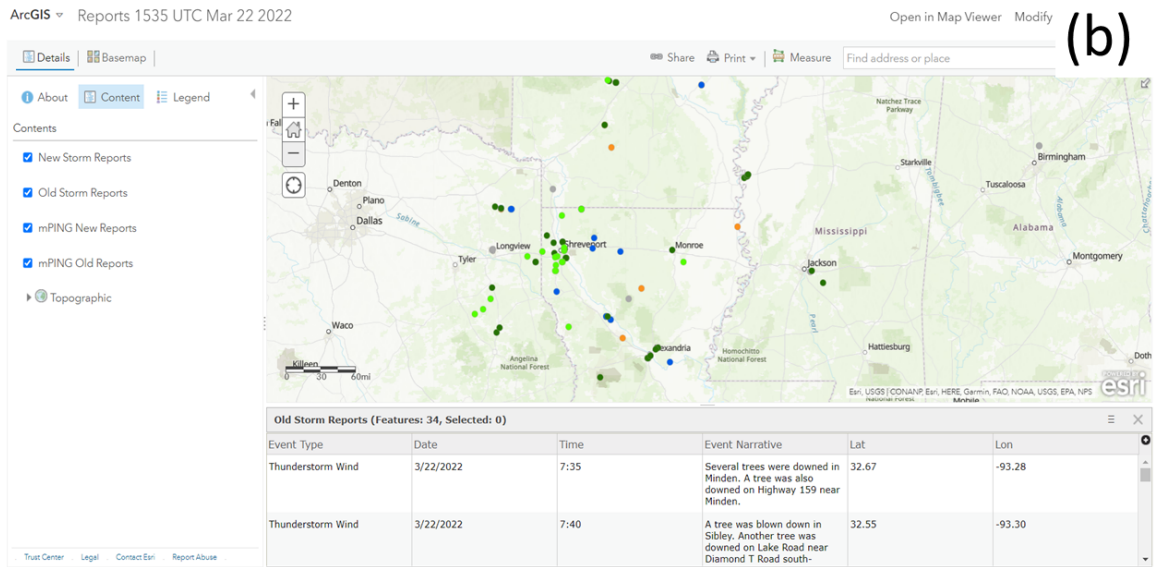 ArcGIS Reports 1535 UTC Mar 22 2022
Open in Map Viewer Modify
(b)
Details Basemap
Share Print Measure Find address or place
About Content Legend
Contents
New Storm Reports
Old Storm Reports
mPING New Reports
mPING Old Reports
Topographic
Trust Center Legal Contact Esri Report Abuse
Natchez Trace
Parkway
Birmingham
Starkville
Tuscaloosa
Denton
Plano
Dallas
Sabine
Tombigbee
Alabama
Mississippi
Alabama
Longview
Shreveport
Monroe
Tyler
Jackson
Montgomery
Pearl
Waco
Hattiesburg
Angelina
National Forest
Alexandria
Homochitto
National Forest
Killeen
0 30 60mi
Esri, USGS | CONANP, Esri, HERE, Garmin, FAO, NOAA, USGS, EPA, NPS
POWERED BY
esri
Mobile
Old Storm Reports (Features: 34, Selected: 0)
Event Type Date Time Event Narrative Lat Lon
Thunderstorm Wind 3/22/2022 7:35 Several trees were downed in 32.67 -93.28
Minden. A tree was also
downed on Highway 159 near
Minden.
Thunderstorm Wind 3/22/2022 7:40 A tree was blown down in 32.55 -93.30
Sibley. Another tree was
downed on Lake Road near
Diamond T Road south-